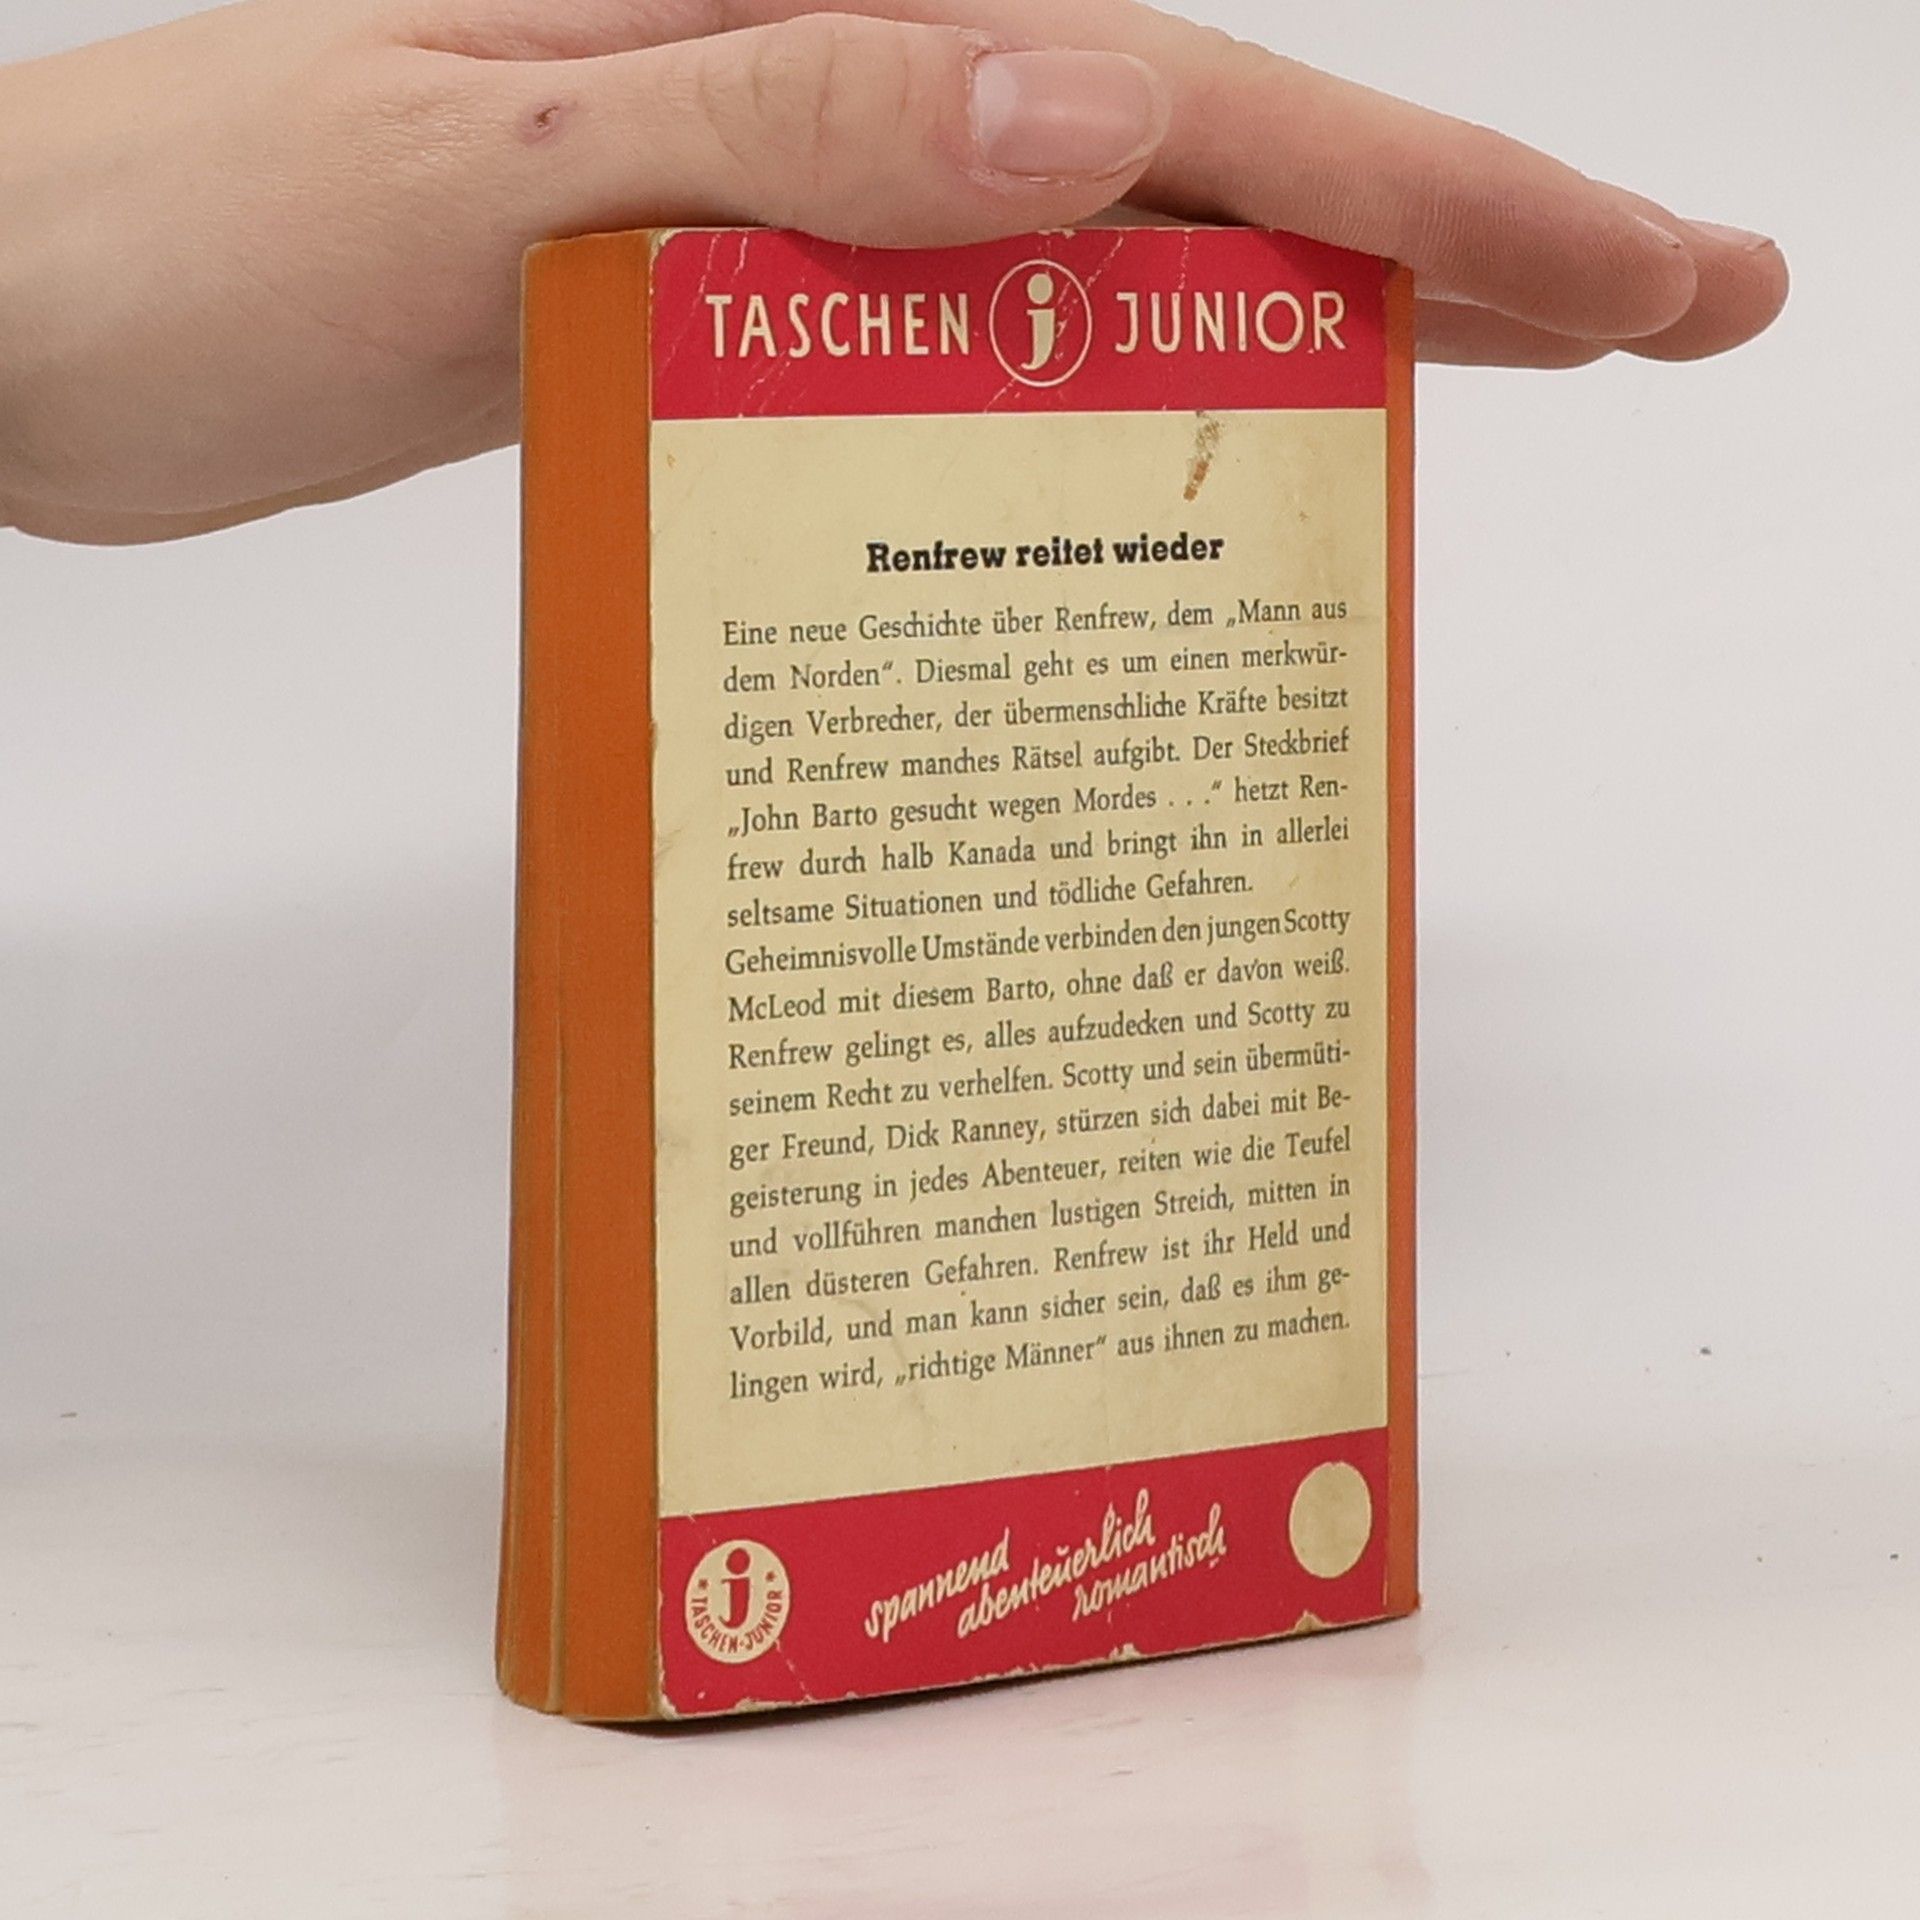 TASCHEN j JUNIOR
Renfrew reitet wieder
Eine neue Geschichte über Renfrew, dem „Mann aus
dem Norden“. Diesmal geht es um einen merkwür-
digen Verbrecher, der übermenschliche Kräfte besitzt
und Renfrew manches Rätsel aufgibt. Der Steckbrief
„John Barto gesucht wegen Mordes . . .“ hetzt Ren-
frew durch halb Kanada und bringt ihn in allerlei
seltsame Situationen und tödliche Gefahren.
Geheimnisvolle Umstände verbinden den jungen Scotty
McLeod mit diesem Barto, ohne daß er davon weiß.
Renfrew gelingt es, alles aufzudecken und Scotty zu
seinem Recht zu verhelfen. Scotty und sein übermüti-
ger Freund, Dick Ranney, stürzen sich dabei mit Be-
geisterung in jedes Abenteuer, reiten wie die Teufel
und vollführen manchen lustigen Streich, mitten in
allen düsteren Gefahren. Renfrew ist ihr Held und
Vorbild, und man kann sicher sein, daß es ihm ge-
lingen wird, „richtige Männer“ aus ihnen zu machen.
spannend
abenteuerlich
romantisch
j
* TASCHEN-JUNIOR *